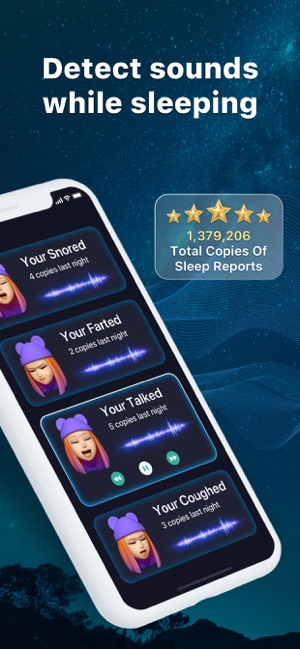 Detect sounds
while sleeping
1,379,206
Total Copies Of
Sleep Reports
Your Snored
4 copies last night
Your Farted
2 copies last night
Your Talked
5 copies last night
Your Coughed
3 copies last night